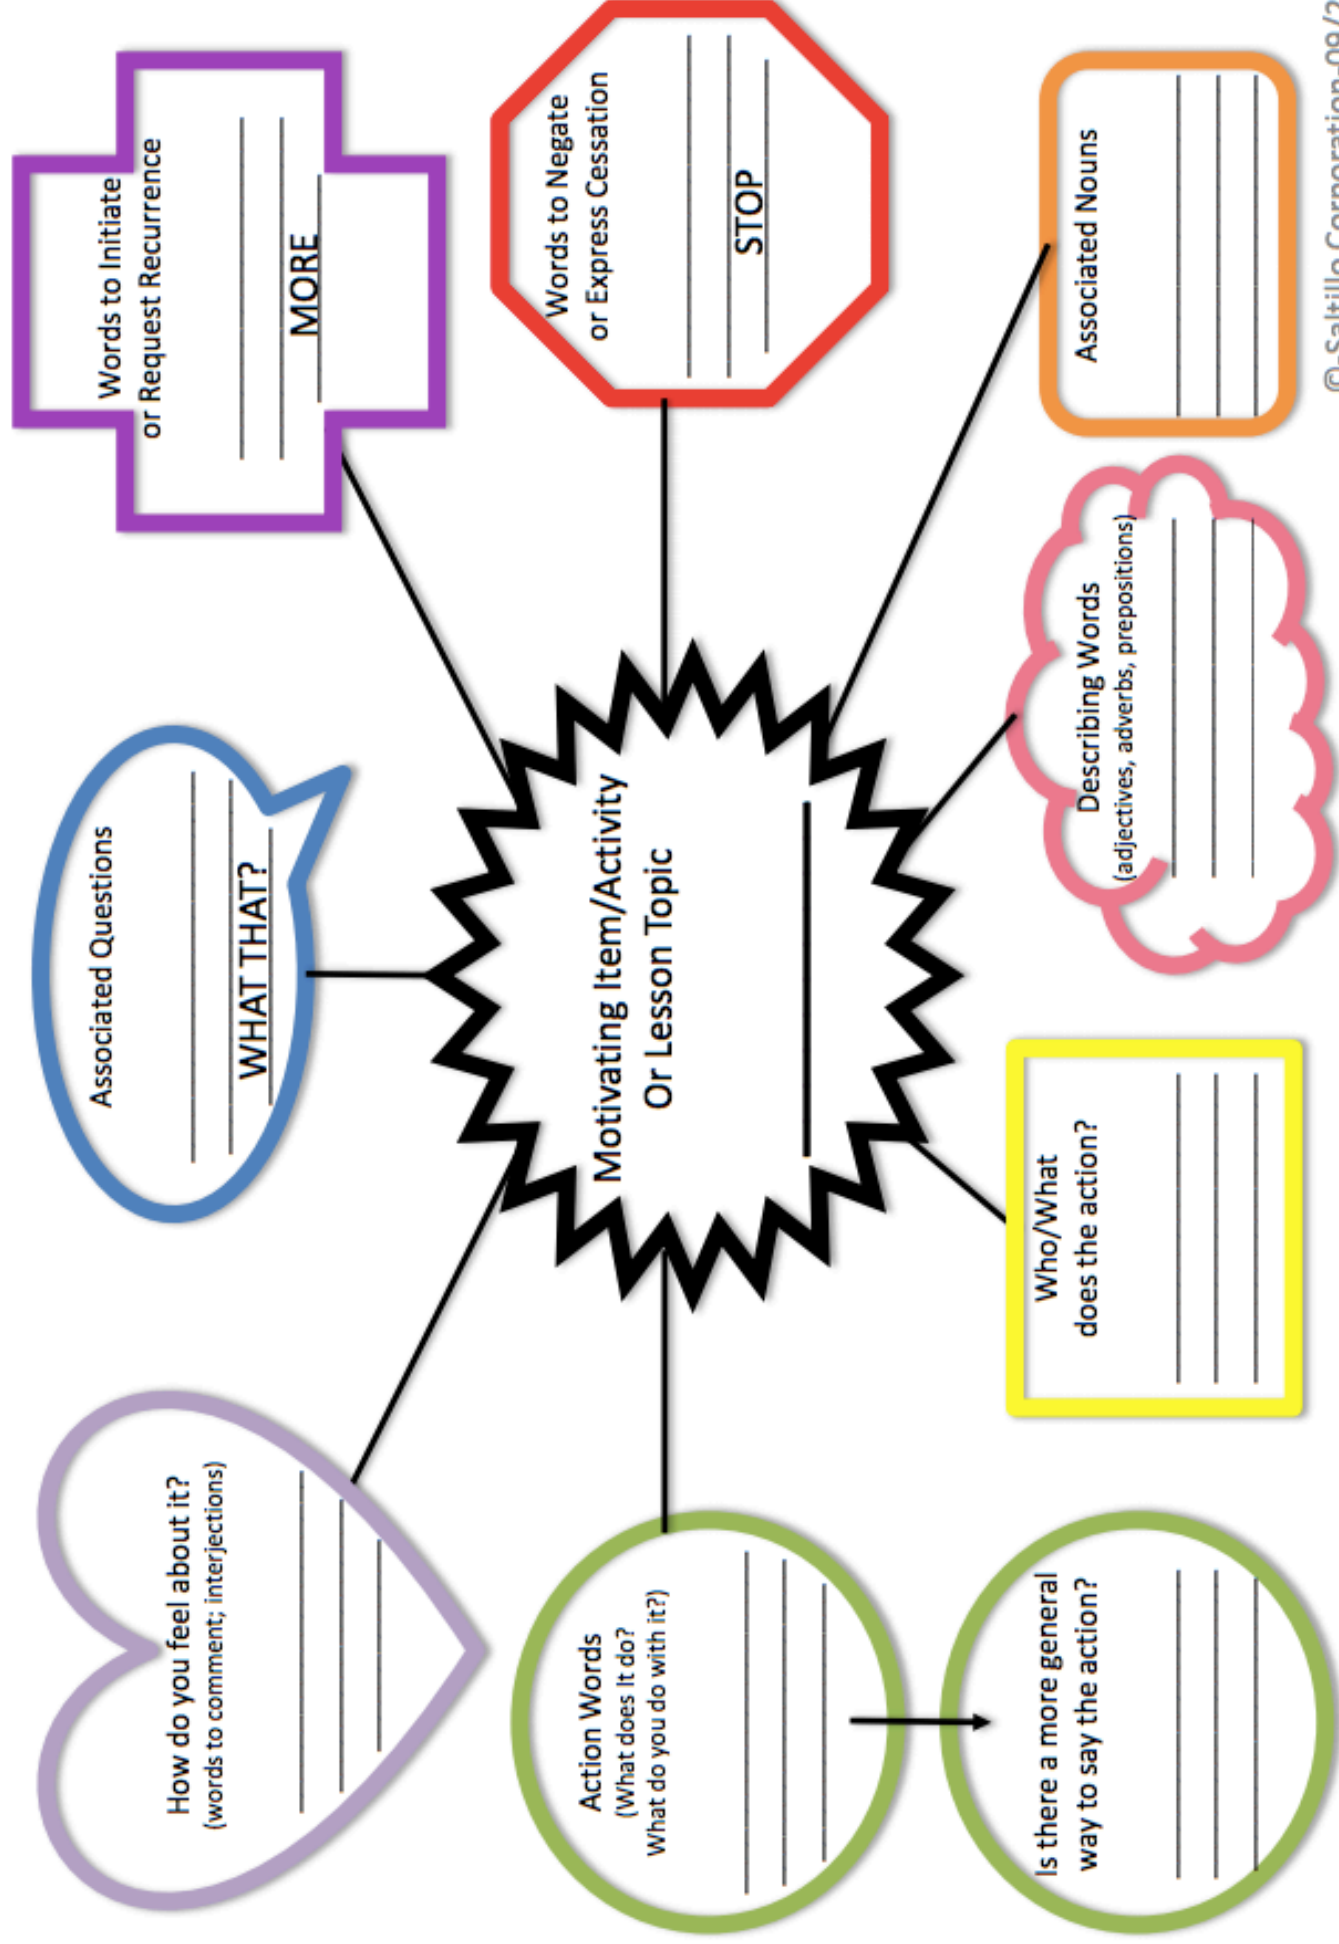 How do you feel about it?
(words to comment; interjections)
Associated Questions
WHAT THAT?
Words to Initiate
or Request Recurrence
MORE
Action Words
(What does It do?
What do you do with it?)
Motivating Item/Activity
Or Lesson Topic
Words to Negate
or Express Cessation
STOP
Is there a more general
way to say the action?
Who/What
does the action?
Describing Words
(adjectives, adverbs, prepositions)
Associated Nouns
© Saltillo Corporation-09/2